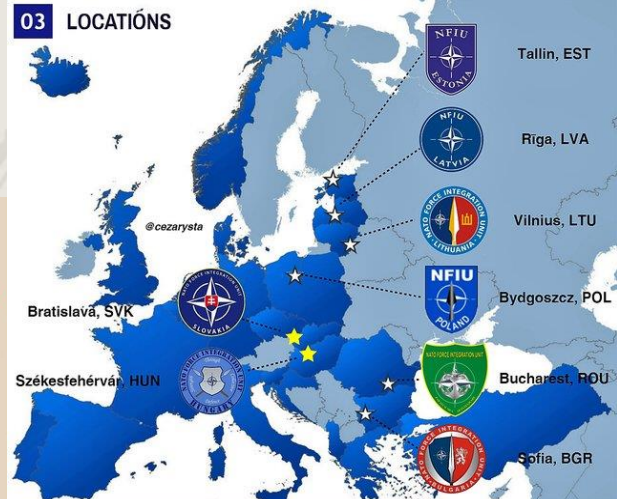 03 LOCATIÓNS
NFIU
ESTONIA
Tallin, EST
NFIU
LATVIA
Rīga, LVA
NATO FORCE INTEGRATION UNIT
LITHUANIA
Vilnius, LTU
@cezarysta
NFIU
POLAND
Bydgoszcz, POL
NATO FORCE INTEGRATION UNIT
SLOVAKIA
Bratislava, SVK
NATO FORCE INTEGRATION UNIT
HUNGARY
Székesfehérvár, HUN
NATO FORCE INTEGRATION UNIT
Bucharest, ROU
NATO FORCE INTEGRATION UNIT
BULGARIA
Sofia, BGR